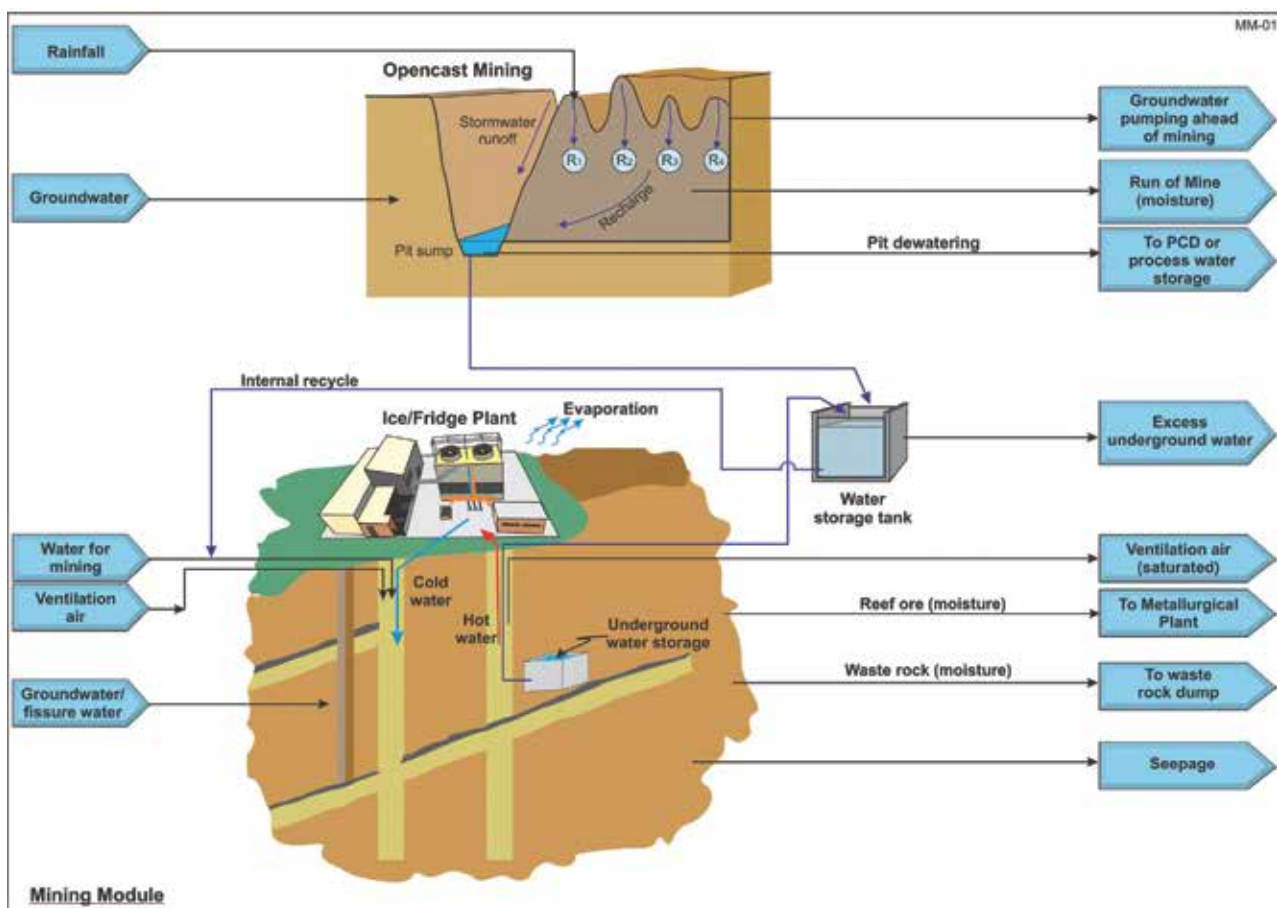 MM-01
Rainfall
Opencast Mining
Stormwater
runoff
R1
R2
R3
R4
Groundwater
pumping ahead
of mining
Groundwater
Recharge
Run of Mine
(moisture)
Pit sump
Pit dewatering
To PCD or
process water
storage
Internal recycle
Ice/Fridge Plant
Evaporation
Water
storage tank
Excess
underground water
Water for
mining
Ventilation
air
Cold
water
Hot
water
Underground
water storage
Ventilation air
(saturated)
Reef ore (moisture)
To Metallurgical
Plant
Groundwater/
fissure water
Waste rock (moisture)
To waste
rock dump
Seepage
Mining Module